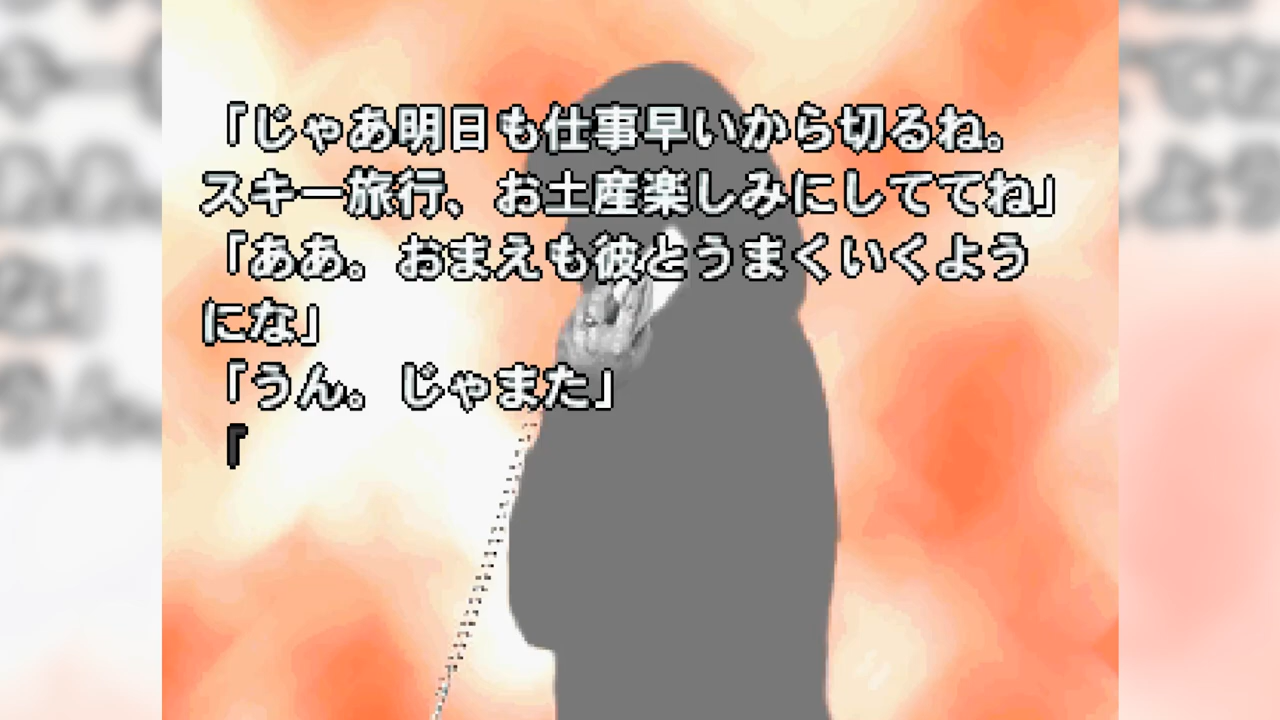 「じゃあ明日も仕事早いから切るね。
スキー旅行、お土産楽しみにしててね」
「ああ。おまえも彼とうまくいくよう
にな」
「うん。じゃまた」
「